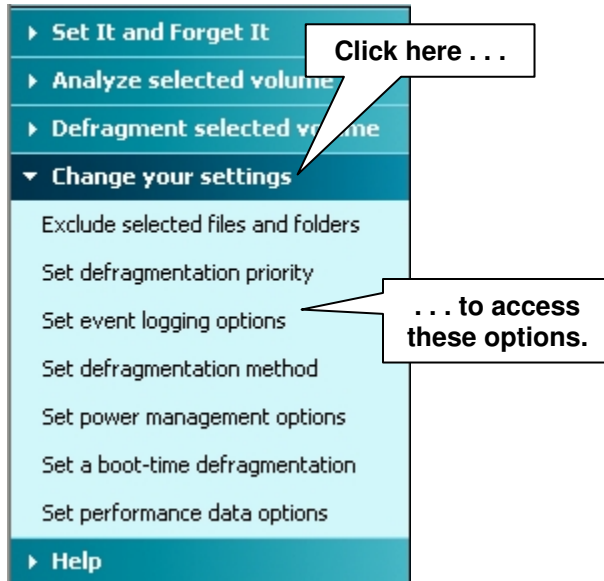 Set It and Forget It
Click here . . .
Analyze selected volume
Defragment selected volume
Change your settings
Exclude selected files and folders
Set defragmentation priority
Set event logging options
. . . to access
these options.
Set defragmentation method
Set power management options
Set a boot-time defragmentation
Set performance data options
Help